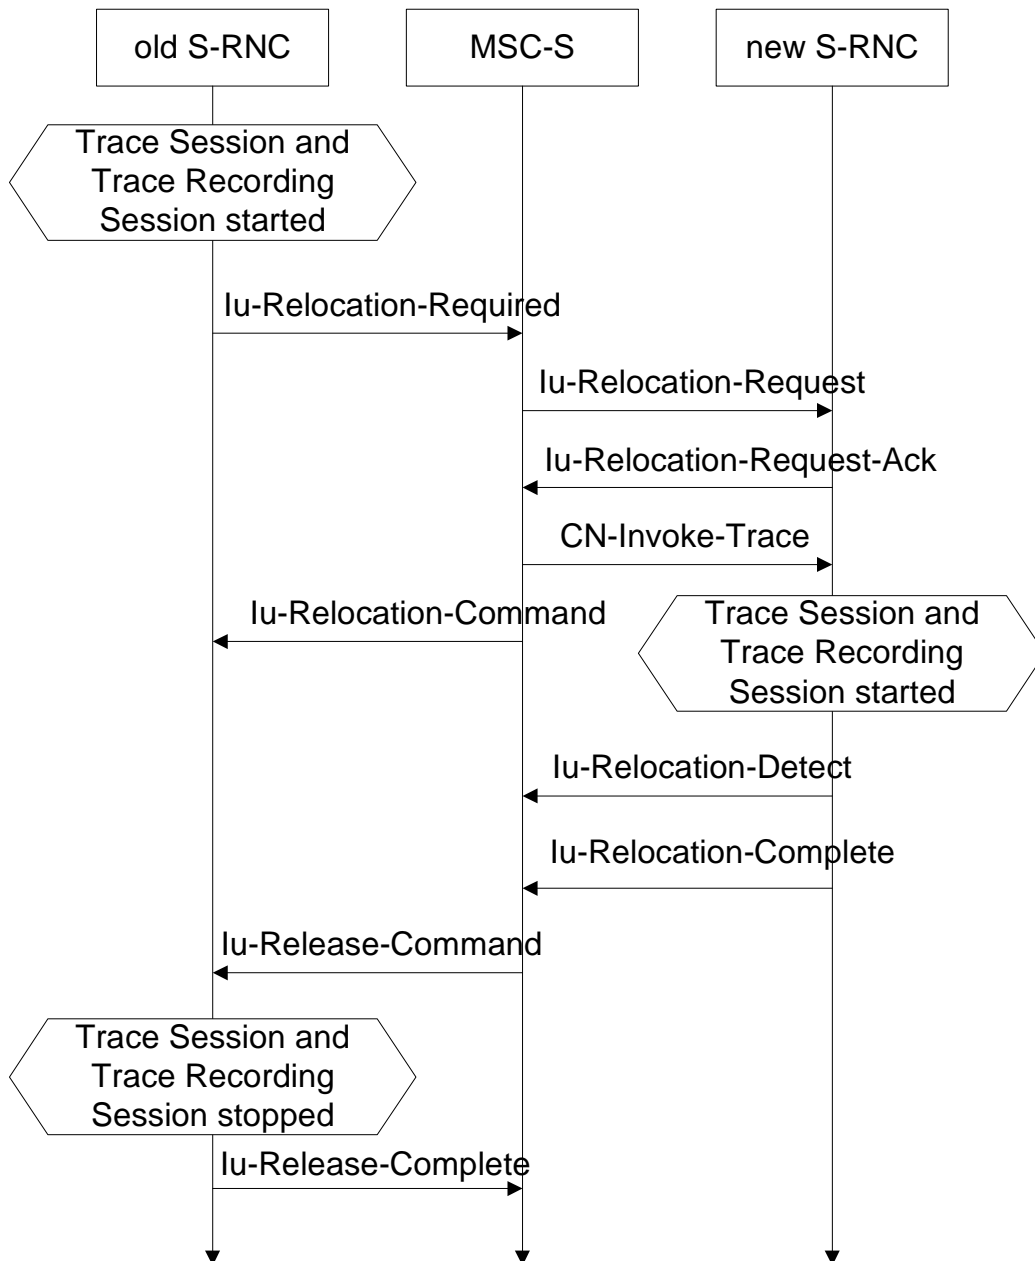 old S-RNC
MSC-S
new S-RNC
Trace Session and
Trace Recording
Session started
Iu-Relocation-Required
Iu-Relocation-Request
Iu-Relocation-Request-Ack
CN-Invoke-Trace
Iu-Relocation-Command
Trace Session and
Trace Recording
Session started
Iu-Relocation-Detect
Iu-Relocation-Complete
Iu-Release-Command
Trace Session and
Trace Recording
Session stopped
Iu-Release-Complete